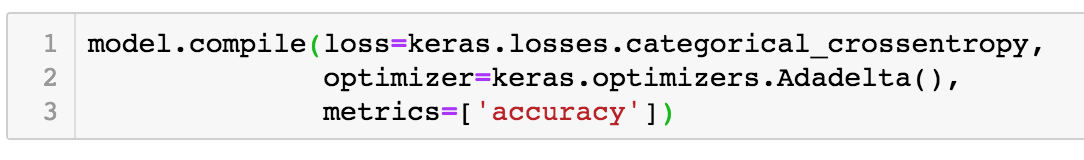 1 model.compile(loss=keras.losses.categorical_crossentropy,
2               optimizer=keras.optimizers.Adadelta(),
3               metrics=['accuracy'])